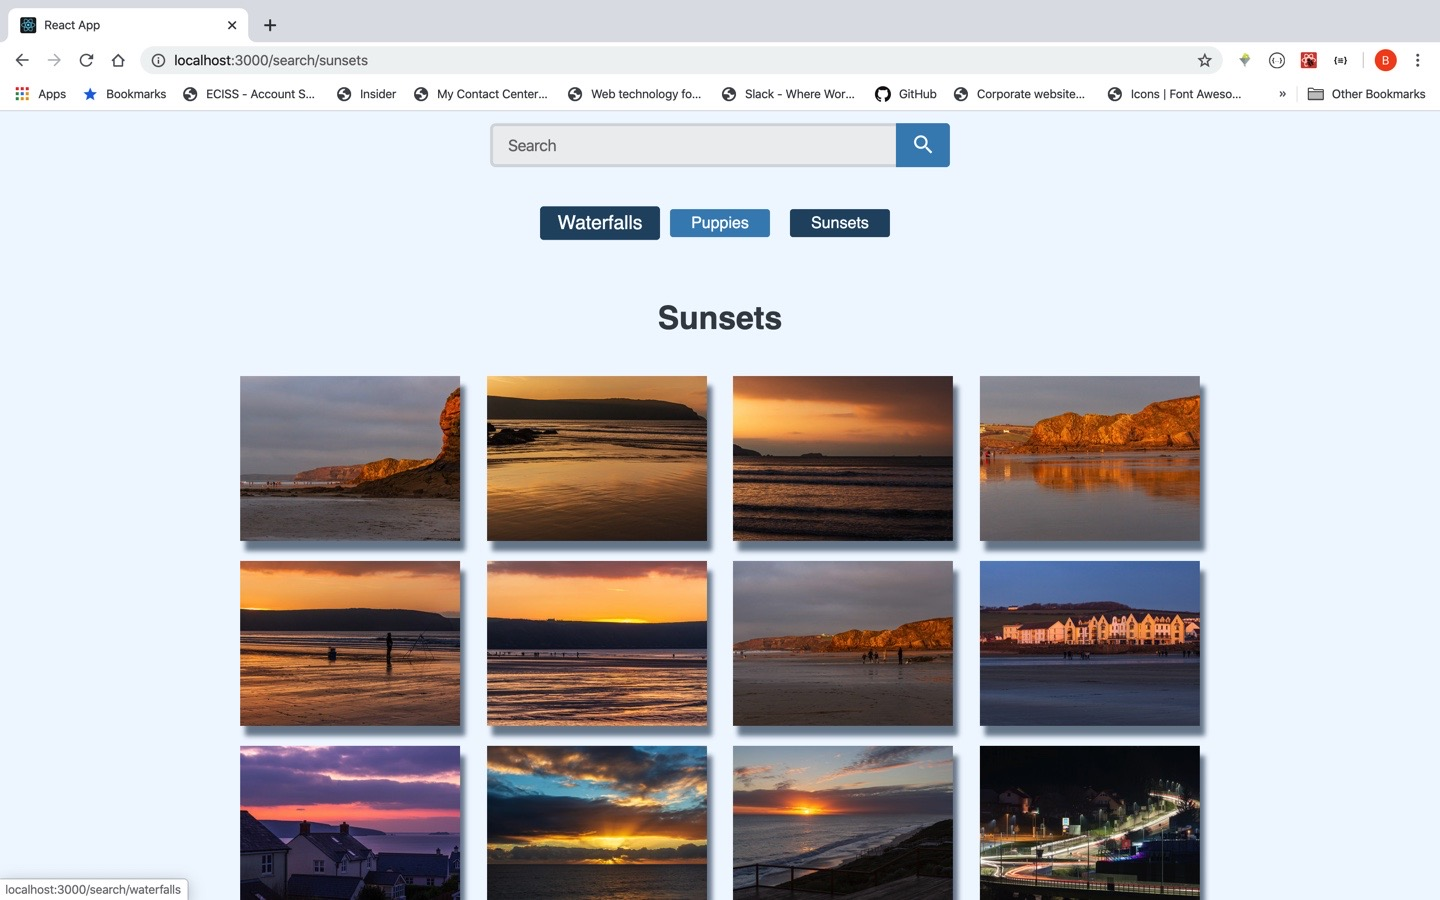 React App
localhost:3000/search/sunsets
B
Apps Bookmarks ECISS - Account S... Insider My Contact Center... Web technology fo... Slack - Where Wor... GitHub Corporate website... Icons | Font Aweso... » Other Bookmarks
Search
Waterfalls Puppies Sunsets
Sunsets
localhost:3000/search/waterfalls